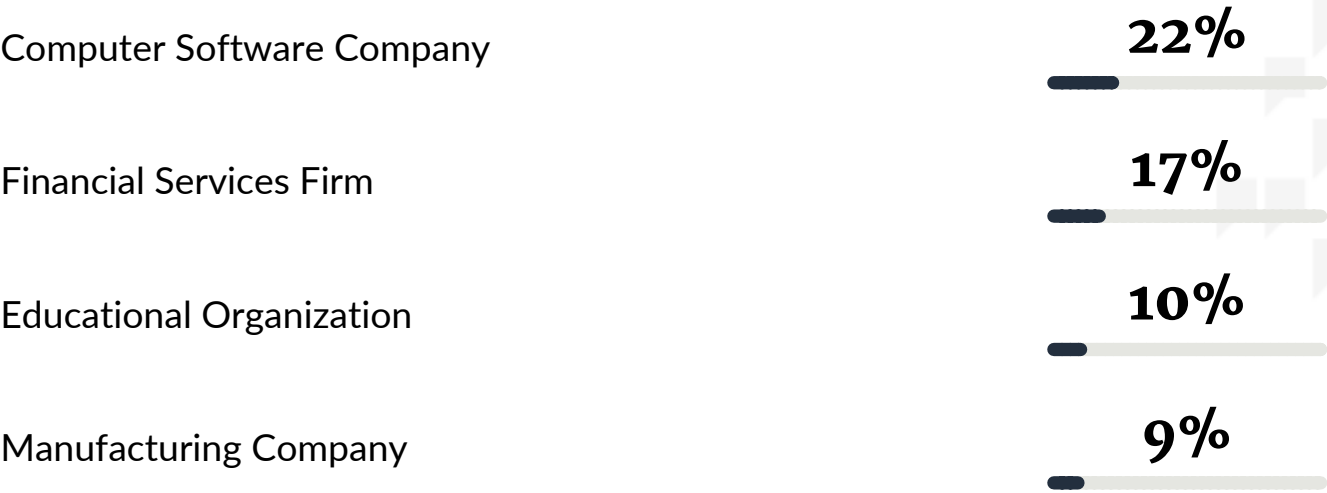 Computer Software Company 22%
Financial Services Firm 17%
Educational Organization 10%
Manufacturing Company 9%